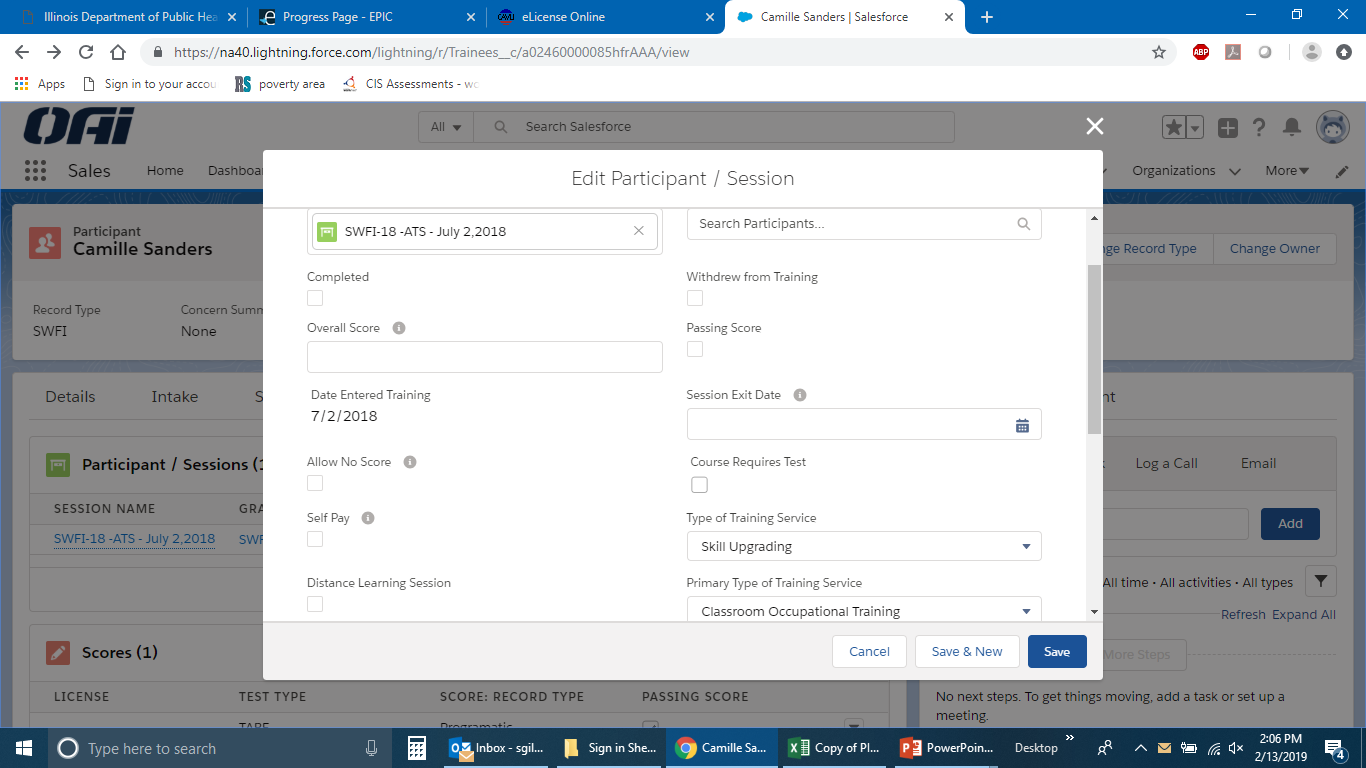 Illinois Department of Public Hea
Progress Page - EPIC
eLicense Online
Camille Sanders | Salesforce
https://na40.lightning.force.com/lightning/r/Trainees__c/a02460000085hfrAAA/view
ABP
Apps
Sign in to your accou
RS poverty area
CIS Assessments - wo
OAi
All
Search Salesforce
Sales
Home
Dashboa
Organizations
More
Edit Participant / Session
Participant
Camille Sanders
nge Record Type
Change Owner
Record Type
SWFI
Concern Summ
None
SWFI-18 -ATS - July 2,2018
Search Participants...
Completed
Withdrew from Training
Overall Score
Passing Score
Date Entered Training
7/2/2018
Session Exit Date
Allow No Score
Course Requires Test
Self Pay
Type of Training Service
Skill Upgrading
Distance Learning Session
Primary Type of Training Service
Classroom Occupational Training
Cancel
Save & New
Save
Details
Intake
S
nt
Participant / Sessions (1
SESSION NAME
GRA
SWFI-18 -ATS - July 2,2018
SWF
k
Log a Call
Email
Add
All time • All activities • All types
Refresh
Expand All
More Steps
No next steps. To get things moving, add a task or set up a
meeting.
Scores (1)
LICENSE
TEST TYPE
SCORE: RECORD TYPE
PASSING SCORE
TABE
Programatic
Type here to search
Inbox - sgil...
Sign in She...
Camille Sa...
Copy of Pl...
PowerPoin...
Desktop
2:06 PM
2/13/2019
4